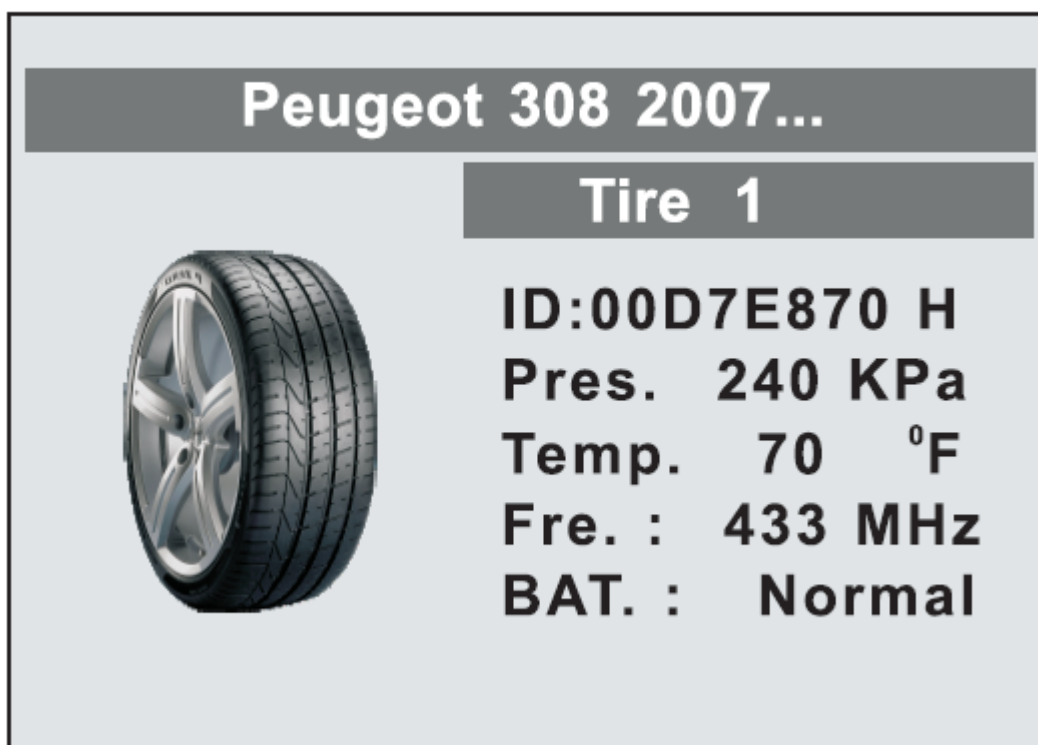 Peugeot 308 2007...
Tire 1
ID:00D7E870 H
Pres. 240 KPa
Temp. 70 ⁰F
Fre. : 433 MHz
BAT. : Normal